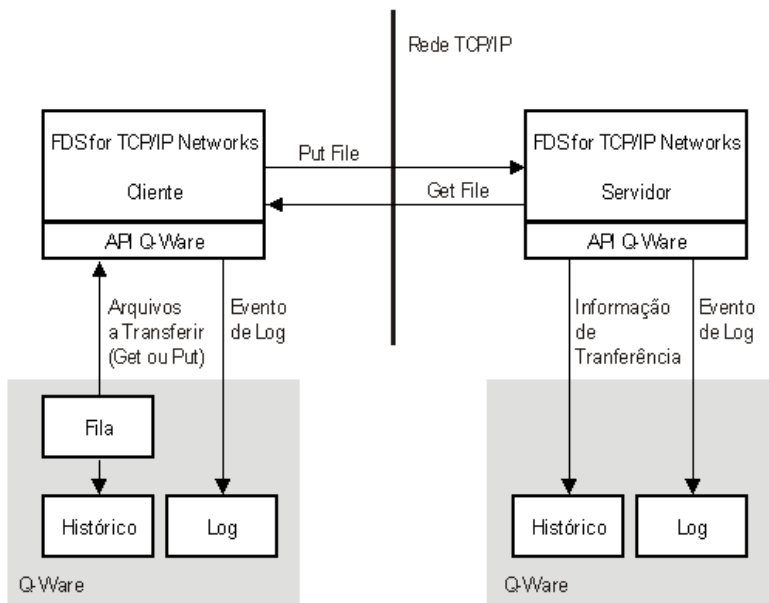 Rede TCP/IP
FDS for TCP/IP Networks
Cliente
API Q-Ware
Put File
Get File
FDS for TCP/IP Networks
Servidor
API Q-Ware
Arquivos
a Transferir
(Get ou Put)
Evento
de Log
Informação
de
Tranferência
Evento
de Log
Fila
Histórico
Log
Q-Ware
Histórico
Log
Q-Ware